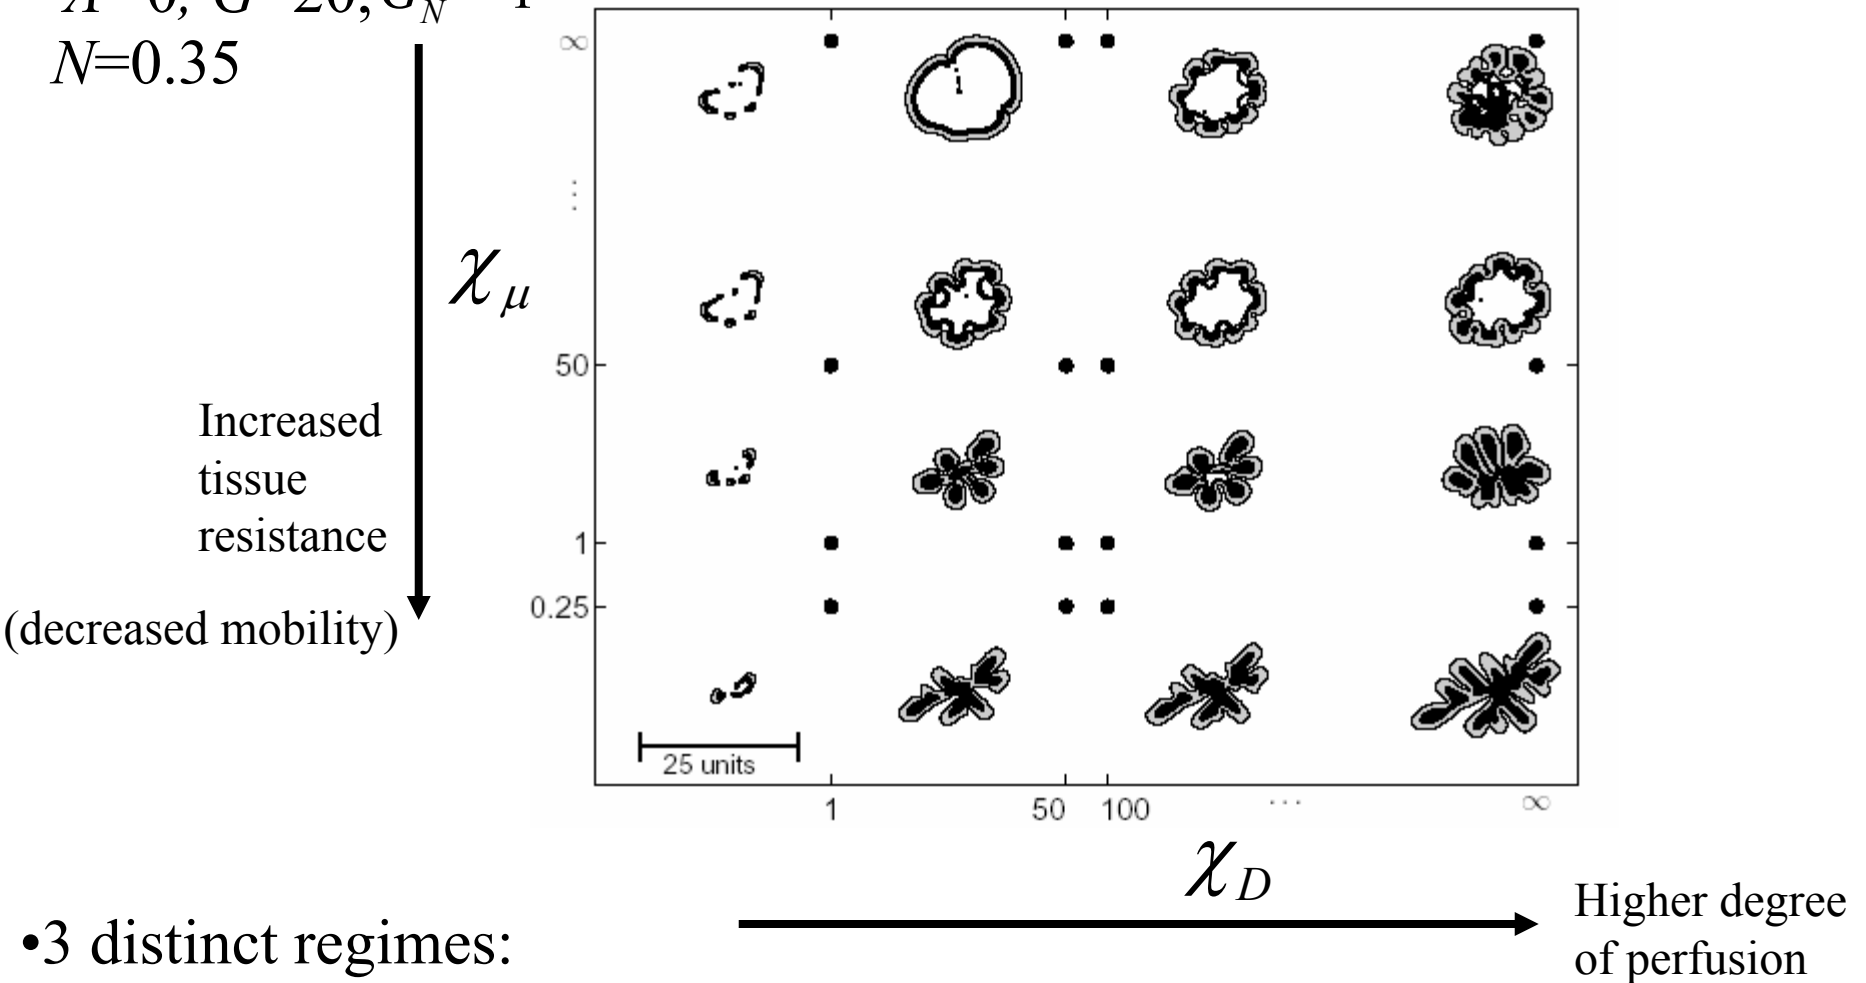 G=20,
N=0.35
∞
⋮
χμ
50
Increased
tissue
resistance
1
0.25
(decreased mobility)
25 units
1 50 100 ... ∞
χD
Higher degree
of perfusion
•3 distinct regimes: